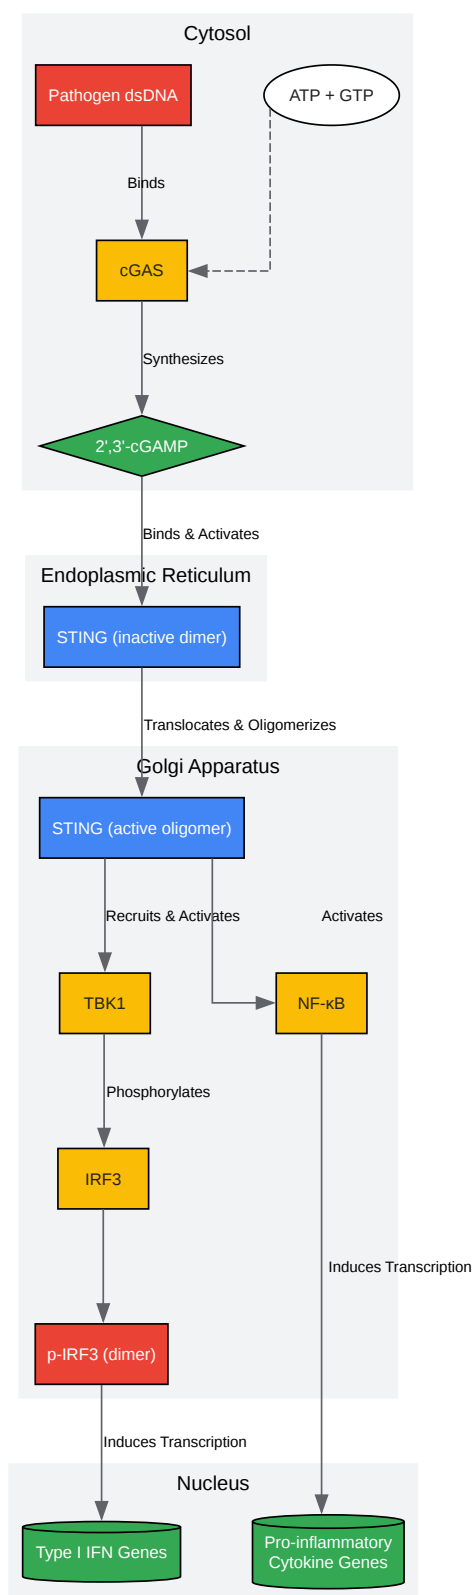 Cytosol
Pathogen dsDNA
ATP + GTP
Binds
cGAS
Synthesizes
2',3'-cGAMP
Binds & Activates
Endoplasmic Reticulum
STING (inactive dimer)
Translocates & Oligomerizes
Golgi Apparatus
STING (active oligomer)
Recruits & Activates
Activates
TBK1
NF-κB
Phosphorylates
IRF3
Induces Transcription
p-IRF3 (dimer)
Induces Transcription
Nucleus
Type I IFN Genes
Pro-inflammatory
Cytokine Genes